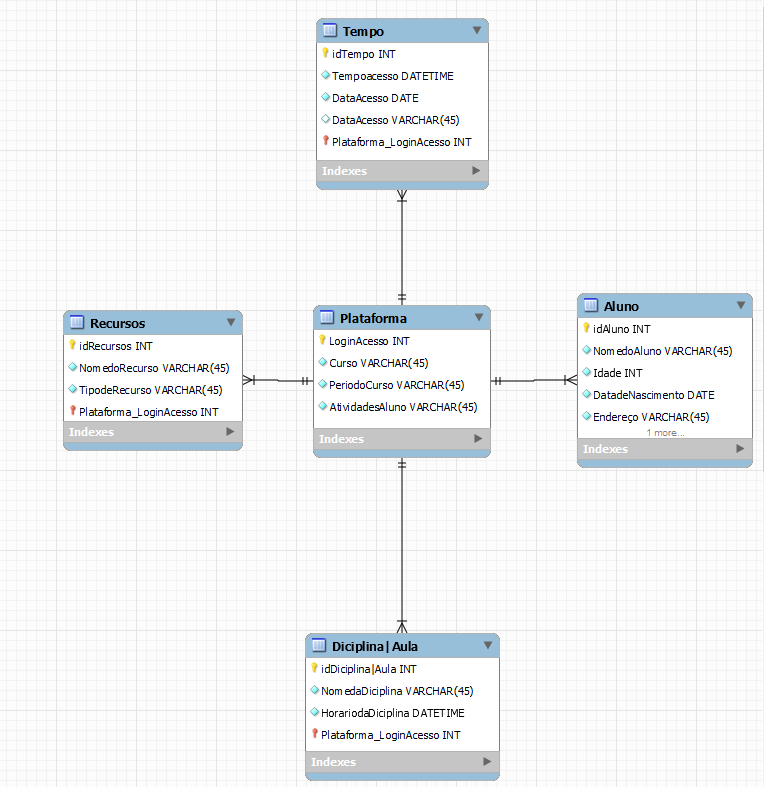 Tempo
idTempo INT
Tempoacesso DATETIME
DataAcesso DATE
DataAcesso VARCHAR(45)
Plataforma_LoginAcesso INT
Indexes
Recursos
idRecursos INT
NomedoRecurso VARCHAR(45)
TipodeRecurso VARCHAR(45)
Plataforma_LoginAcesso INT
Indexes
Plataforma
LoginAcesso INT
Curso VARCHAR(45)
PeriodoCurso VARCHAR(45)
AtividadesAluno VARCHAR(45)
Indexes
Aluno
idAluno INT
NomedoAluno VARCHAR(45)
Idade INT
DatadeNascimento DATE
Endereço VARCHAR(45)
1 more...
Indexes
Diciplina|Aula
idDiciplina|Aula INT
NomedaDiciplina VARCHAR(45)
HorariodaDiciplina DATETIME
Plataforma_LoginAcesso INT
Indexes